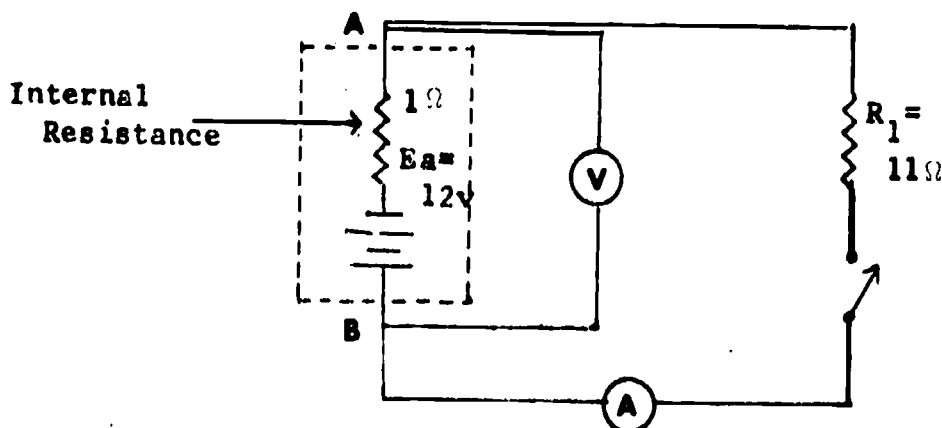 A
Internal
Resistance
1Ω
Ea=
12v
V
R1=
11Ω
B
A